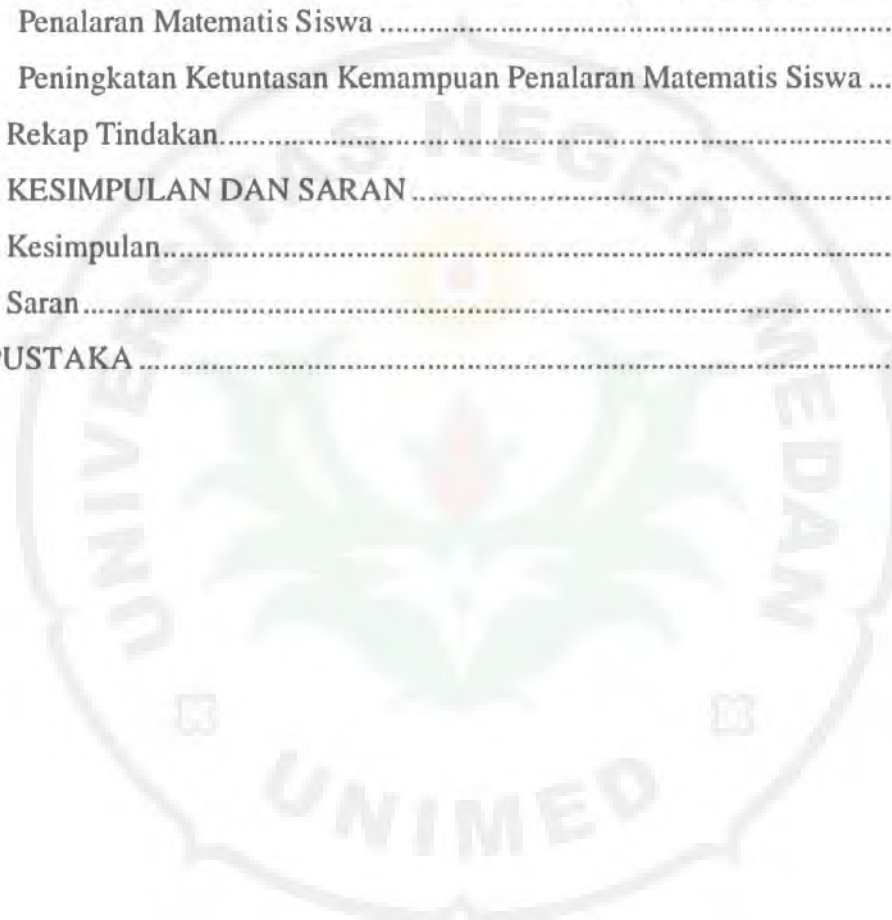 Penalaran Matematis Siswa ........................................................
Peningkatan Ketuntasan Kemampuan Penalaran Matematis Siswa ...
Rekap Tindakan........................................................................
KESIMPULAN DAN SARAN ....................................................
Kesimpulan..............................................................................
Saran........................................................................................
PUSTAKA ................................................................................
UNIVERSITAS NEGERI MEDAN
UNIMED